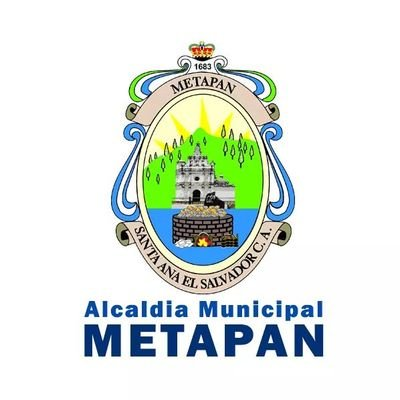 1683
METAPAN
SANTA ANA EL SALVADOR C. A.
Alcaldia Municipal
METAPAN